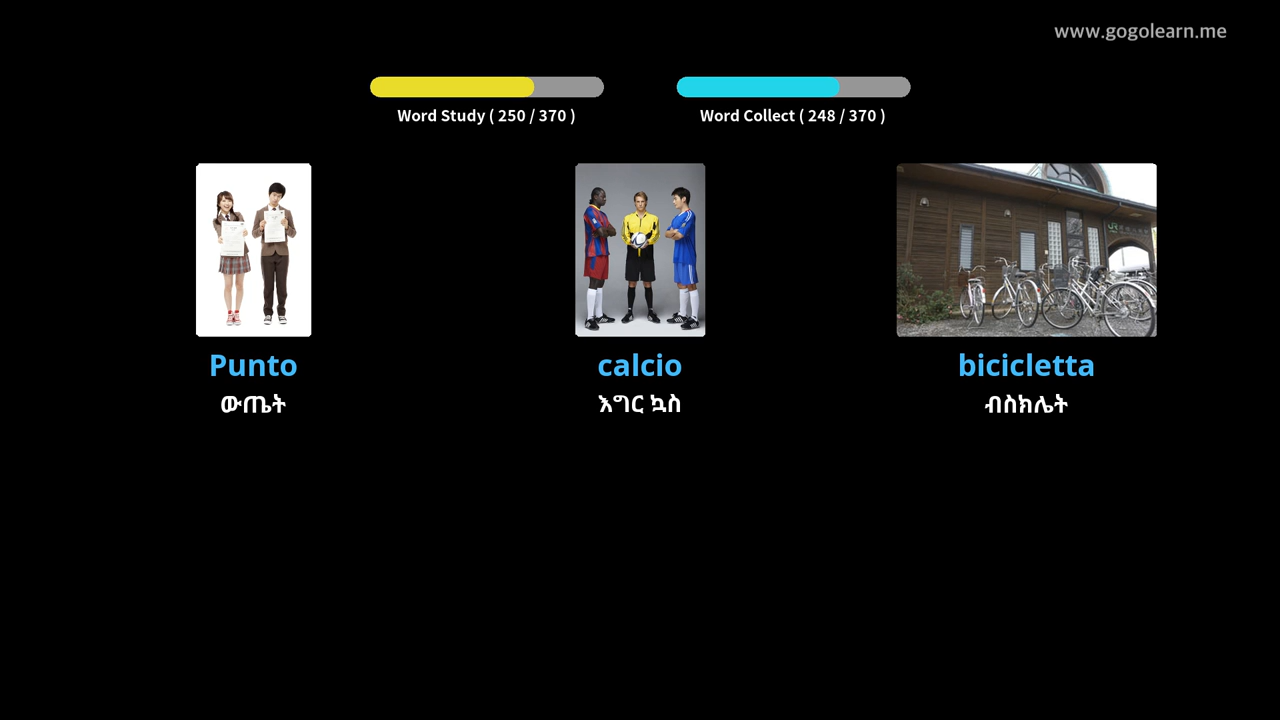 www.gogolearn.me
Word Study ( 250 / 370 )
Word Collect ( 248 / 370 )
Punto
ውጤት
calcio
እግር ኳስ
bicicletta
ብስክሌት